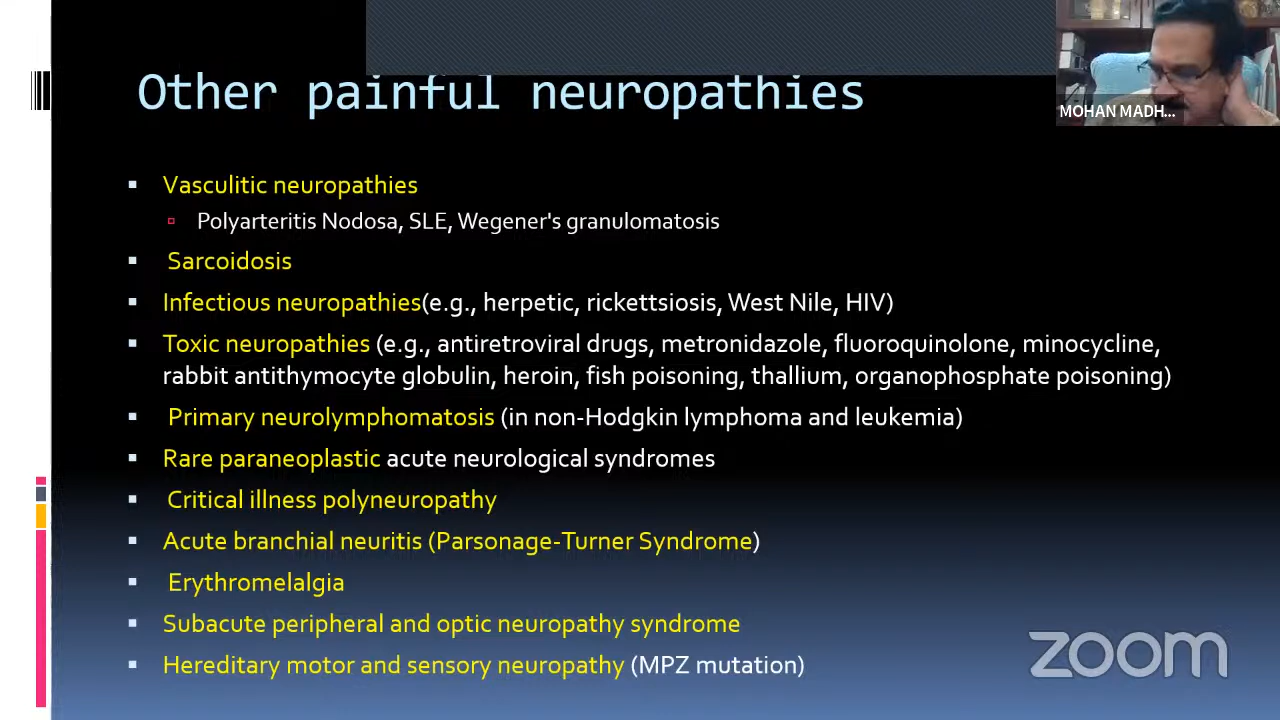 Other painful neuropathies
MOHAN MADH...
Vasculitic neuropathies
Polyarteritis Nodosa, SLE, Wegener's granulomatosis
Sarcoidosis
Infectious neuropathies(e.g., herpetic, rickettsiosis, West Nile, HIV)
Toxic neuropathies (e.g., antiretroviral drugs, metronidazole, fluoroquinolone, minocycline,
rabbit antithymocyte globulin, heroin, fish poisoning, thallium, organophosphate poisoning)
Primary neurolymphomatosis (in non-Hodgkin lymphoma and leukemia)
Rare paraneoplastic acute neurological syndromes
Critical illness polyneuropathy
Acute branchial neuritis (Parsonage-Turner Syndrome)
Erythromelalgia
Subacute peripheral and optic neuropathy syndrome
Hereditary motor and sensory neuropathy (MPZ mutation)
zoom